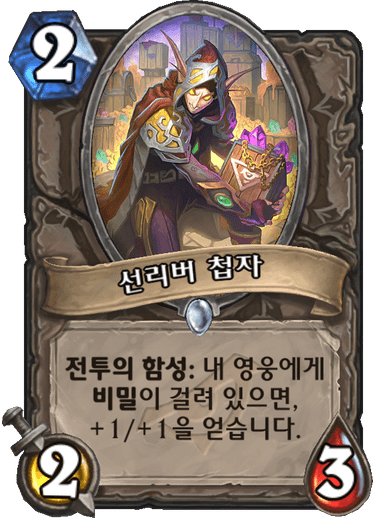 2
선리버 첩자
전투의 함성: 내 영웅에게
비밀이 걸려 있으면,
+1/+1을 얻습니다.
2
3